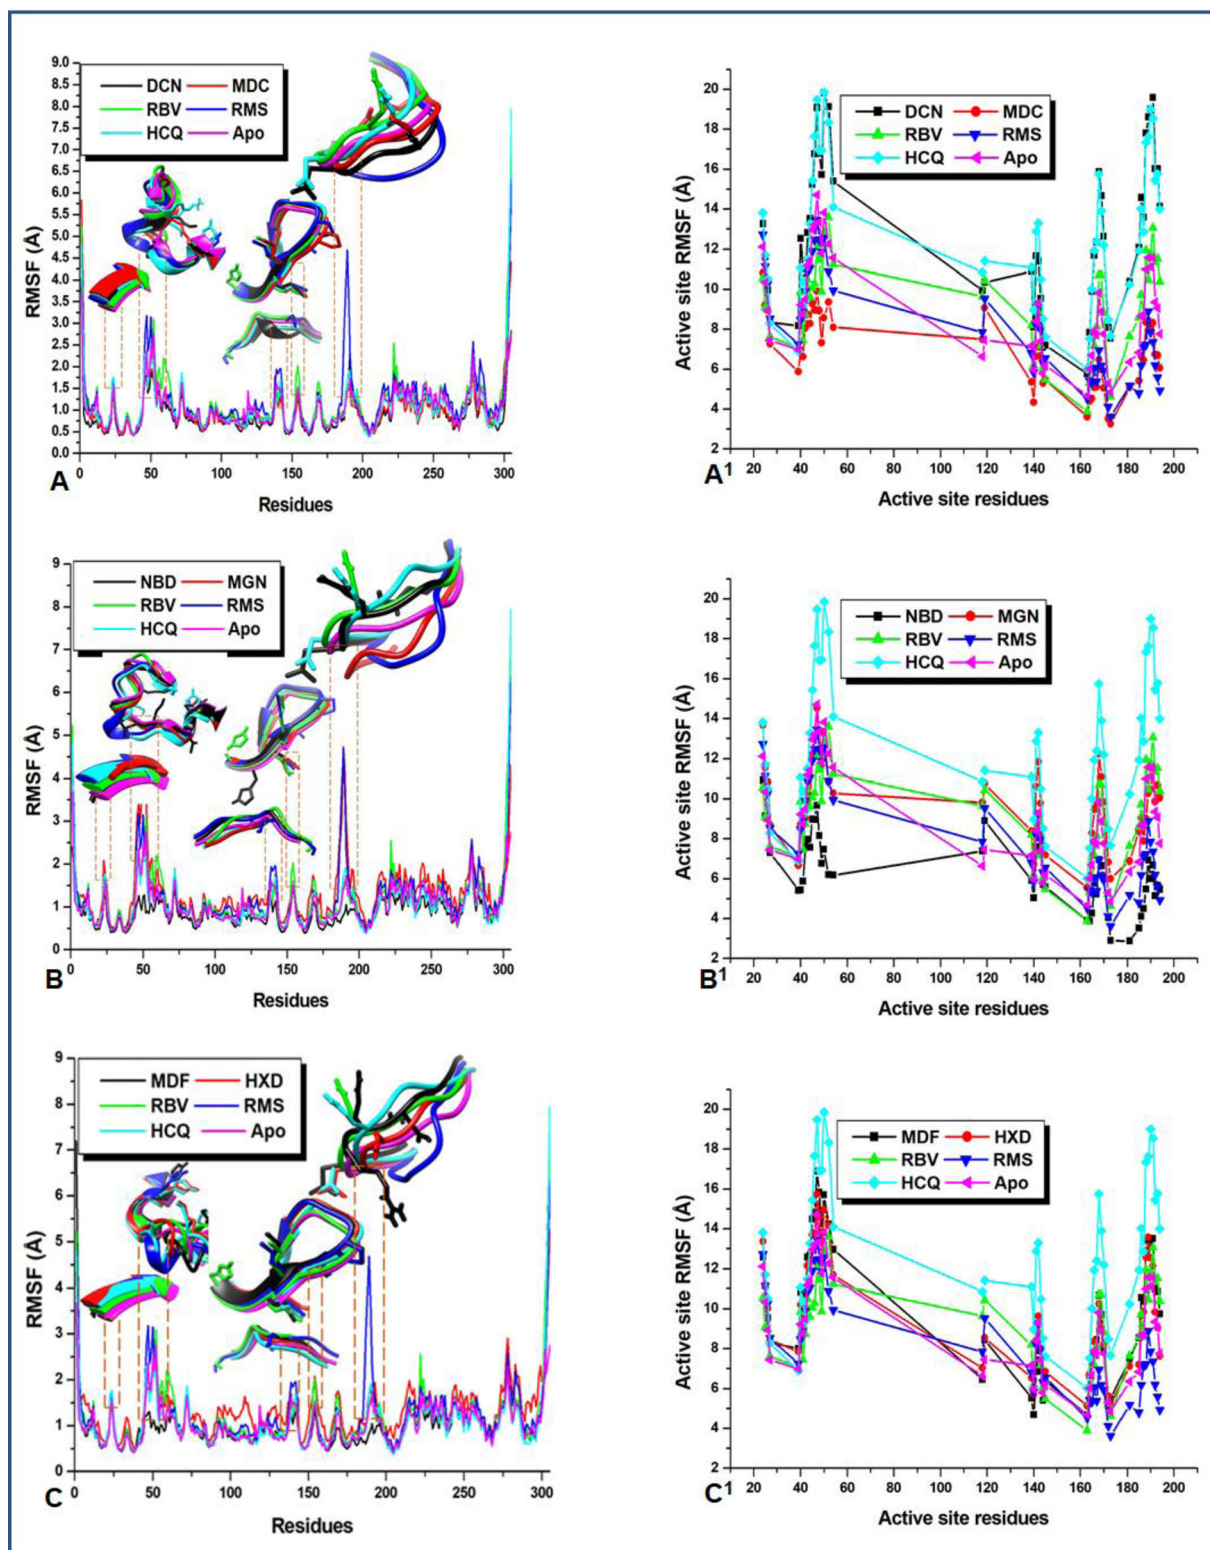 9.0
8.5
8.0
7.5
7.0
6.5
6.0
5.5
5.0
4.5
4.0
3.5
3.0
2.5
2.0
1.5
1.0
0.5
0.0
RMSF (Å)
DCN MDC
RBV RMS
HCQ Apo
0 50 100 150 200 250 300
Residues
A
20
18
16
14
12
10
8
6
4
2
Active site RMSF (Å)
DCN MDC
RBV RMS
HCQ Apo
20 40 60 80 100 120 140 160 180 200
Active site residues
A1
9
8
7
6
5
4
3
2
1
0
RMSF (Å)
NBD MGN
RBV RMS
HCQ Apo
0 50 100 150 200 250 300
Residues
B
20
18
16
14
12
10
8
6
4
2
Active site RMSF (Å)
NBD MGN
RBV RMS
HCQ Apo
20 40 60 80 100 120 140 160 180 200
Active site residues
B1
9
8
7
6
5
4
3
2
1
0
RMSF (Å)
MDF HXD
RBV RMS
HCQ Apo
0 50 100 150 200 250 300
Residues
C
20
18
16
14
12
10
8
6
4
2
Active site RMSF (Å)
MDF HXD
RBV RMS
HCQ Apo
20 40 60 80 100 120 140 160 180 200
Active site residues
C1